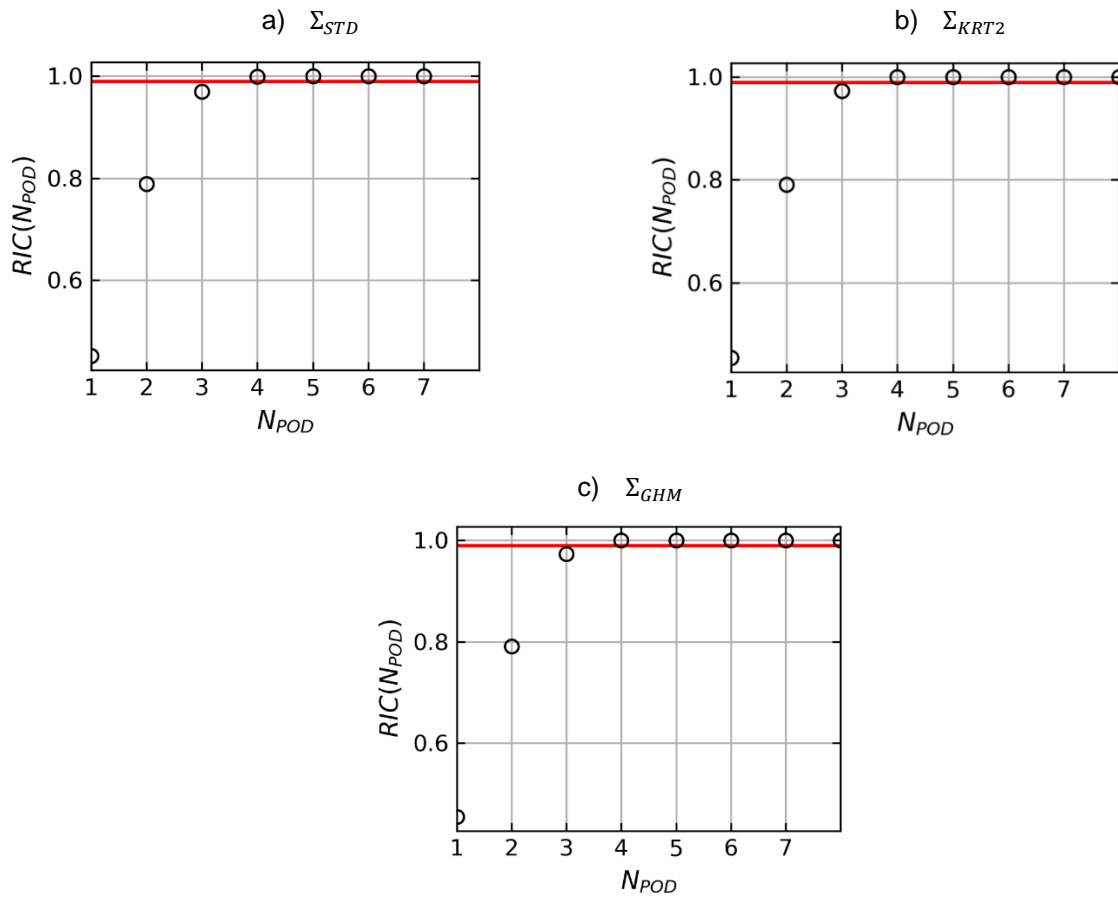 a) Σ_STD
1.0
0.8
0.6
RIC(N_POD)
1 2 3 4 5 6 7
N_POD
b) Σ_KRT2
1.0
0.8
0.6
RIC(N_POD)
1 2 3 4 5 6 7
N_POD
c) Σ_GHM
1.0
0.8
0.6
RIC(N_POD)
1 2 3 4 5 6 7
N_POD